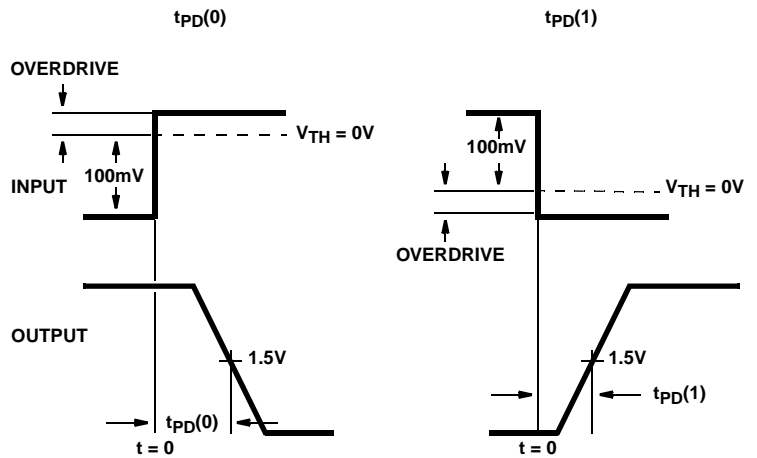 tPD(0)
OVERDRIVE
VTH = 0V
100mV
INPUT
OUTPUT
1.5V
tPD(0)
t = 0
tPD(1)
100mV
VTH = 0V
OVERDRIVE
1.5V
tPD(1)
t = 0